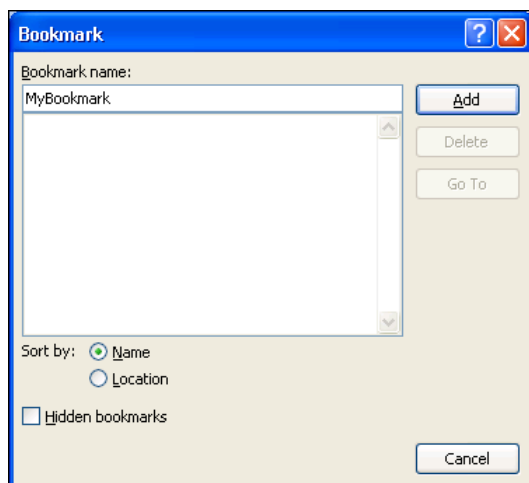 Bookmark
Bookmark name:
MyBookmark
Add
Delete
Go To
Sort by: Name
Location
Hidden bookmarks
Cancel